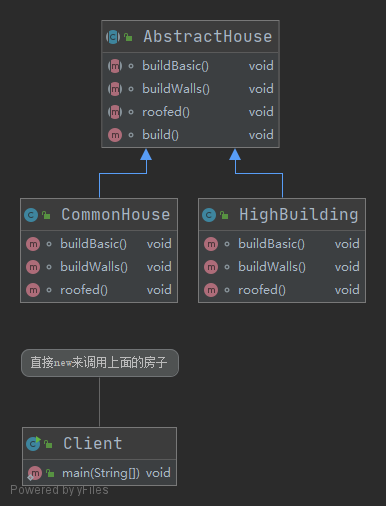 AbstractHouse
buildBasic() void
buildWalls() void
roofed() void
build() void
CommonHouse
buildBasic() void
buildWalls() void
roofed() void
HighBuilding
buildBasic() void
buildWalls() void
roofed() void
直接new来调用上面的房子
Client
main(String[]) void
Powered by yFiles